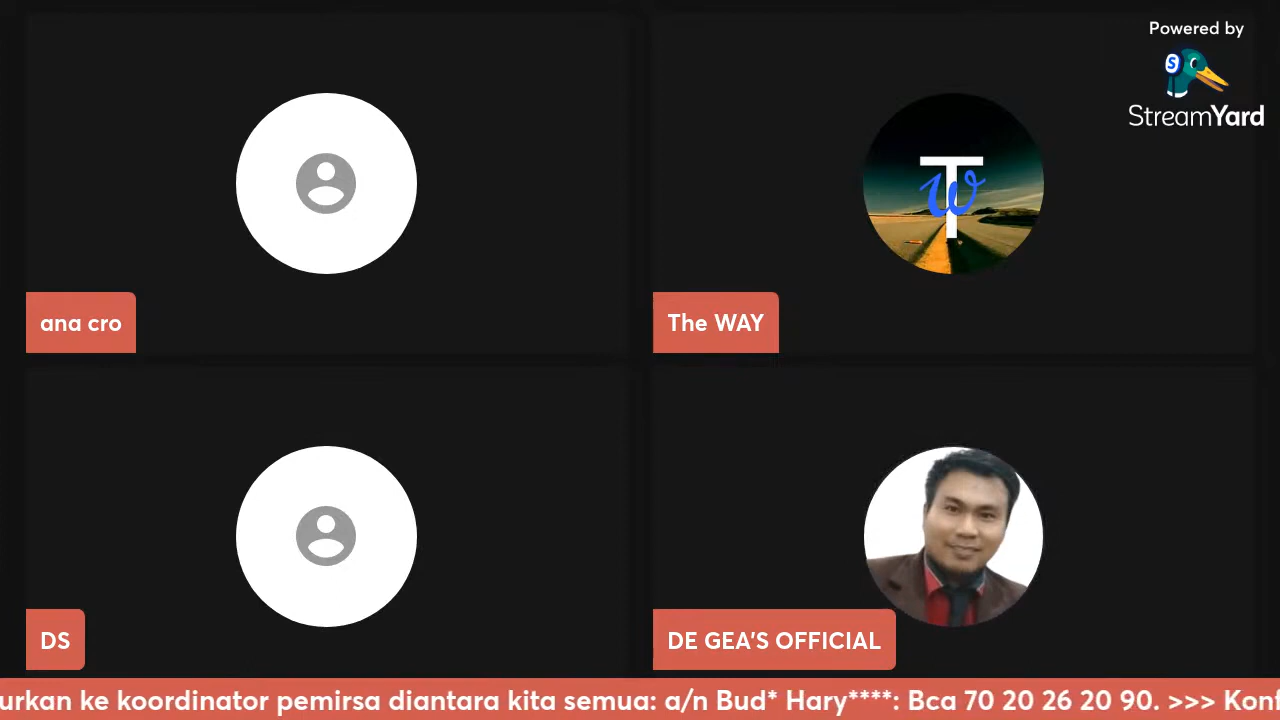 Powered by
S
StreamYard
T
w
ana cro
The WAY
DS
DE GEA'S OFFICIAL
urkan ke koordinator pemirsa diantara kita semua: a/n Bud* Hary****: Bca 70 20 26 20 90. >>> Kont